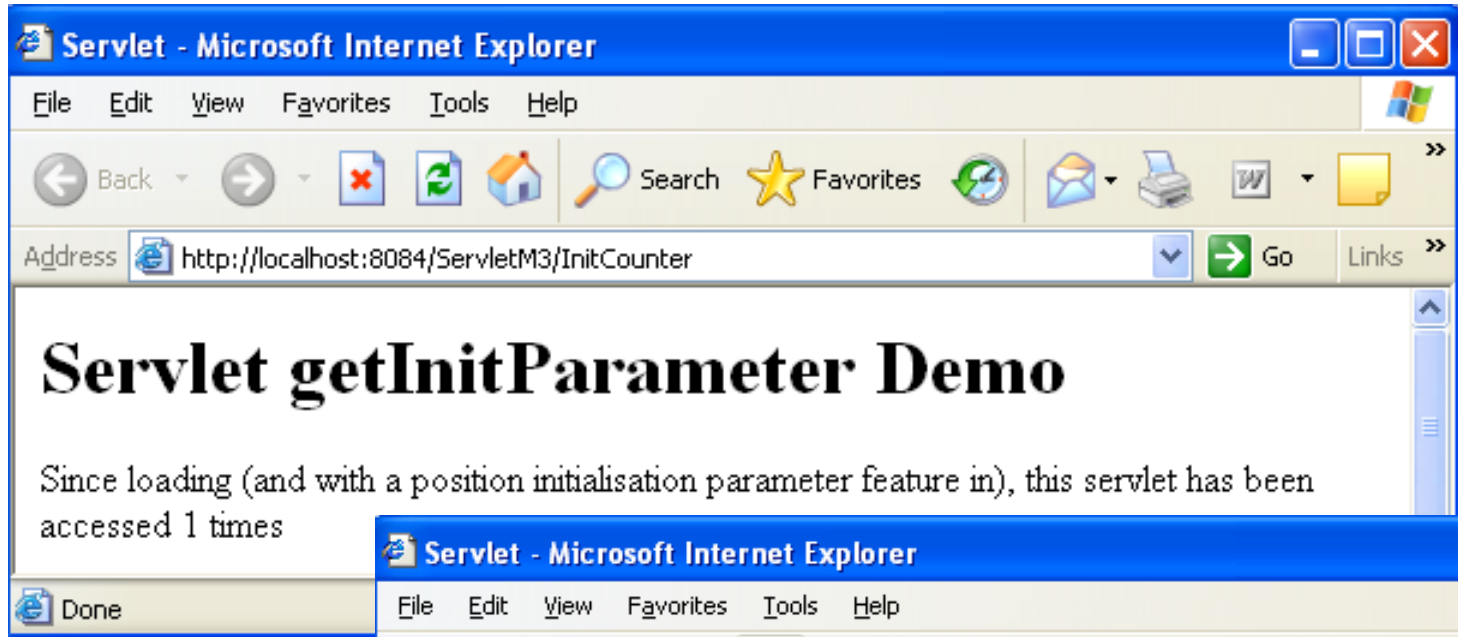 Servlet - Microsoft Internet Explorer
File Edit View Favorites Tools Help
Back Search Favorites W »
Address http://localhost:8084/ServletM3/InitCounter Go Links »
Servlet getInitParameter Demo
Since loading (and with a position initialisation parameter feature in), this servlet has been
accessed 1 times
Servlet - Microsoft Internet Explorer
Done File Edit View Favorites Tools Help